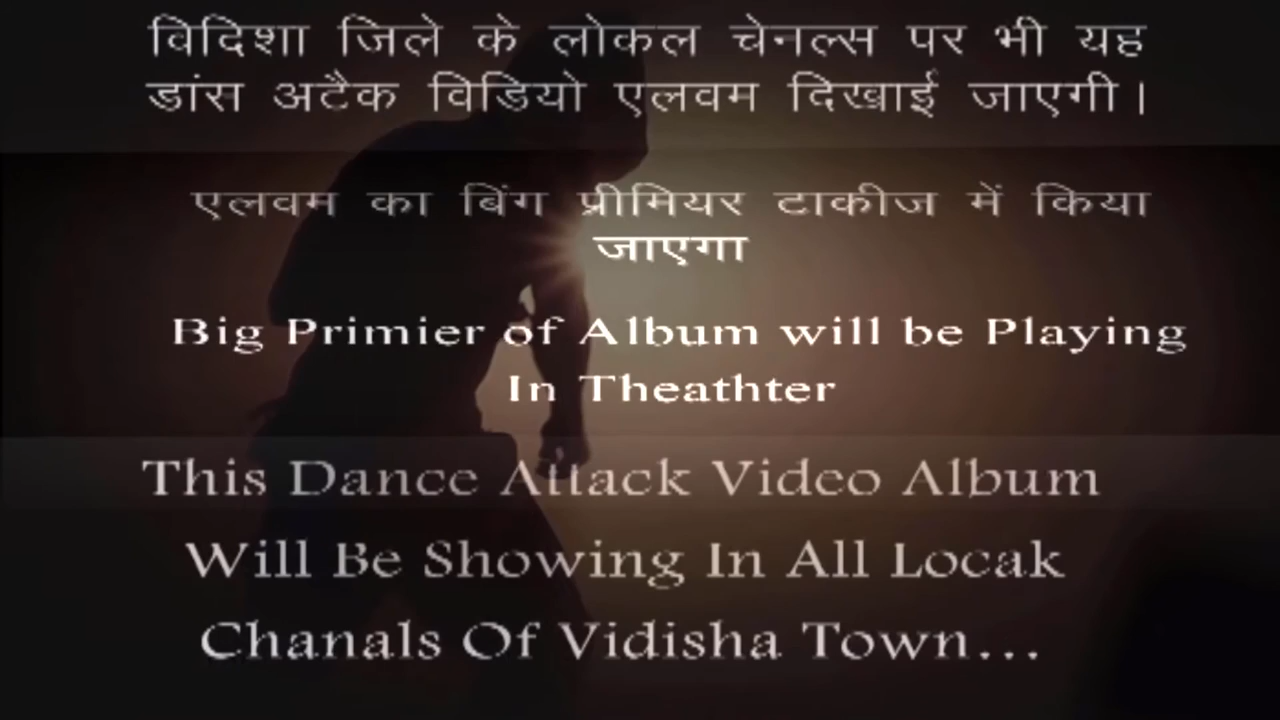 विदिशा जिले के लोकल चेनल्स पर भी यह
डांस अटैक विडियो एलवम दिखाई जाएगी।
एलवम का बिंग प्रीमियर टाकीज में किया
जाएगा
Big Primier of Album will be Playing
In Theathter
This Dance Attack Video Album
Will Be Showing In All Locak
Chanals Of Vidisha Town...